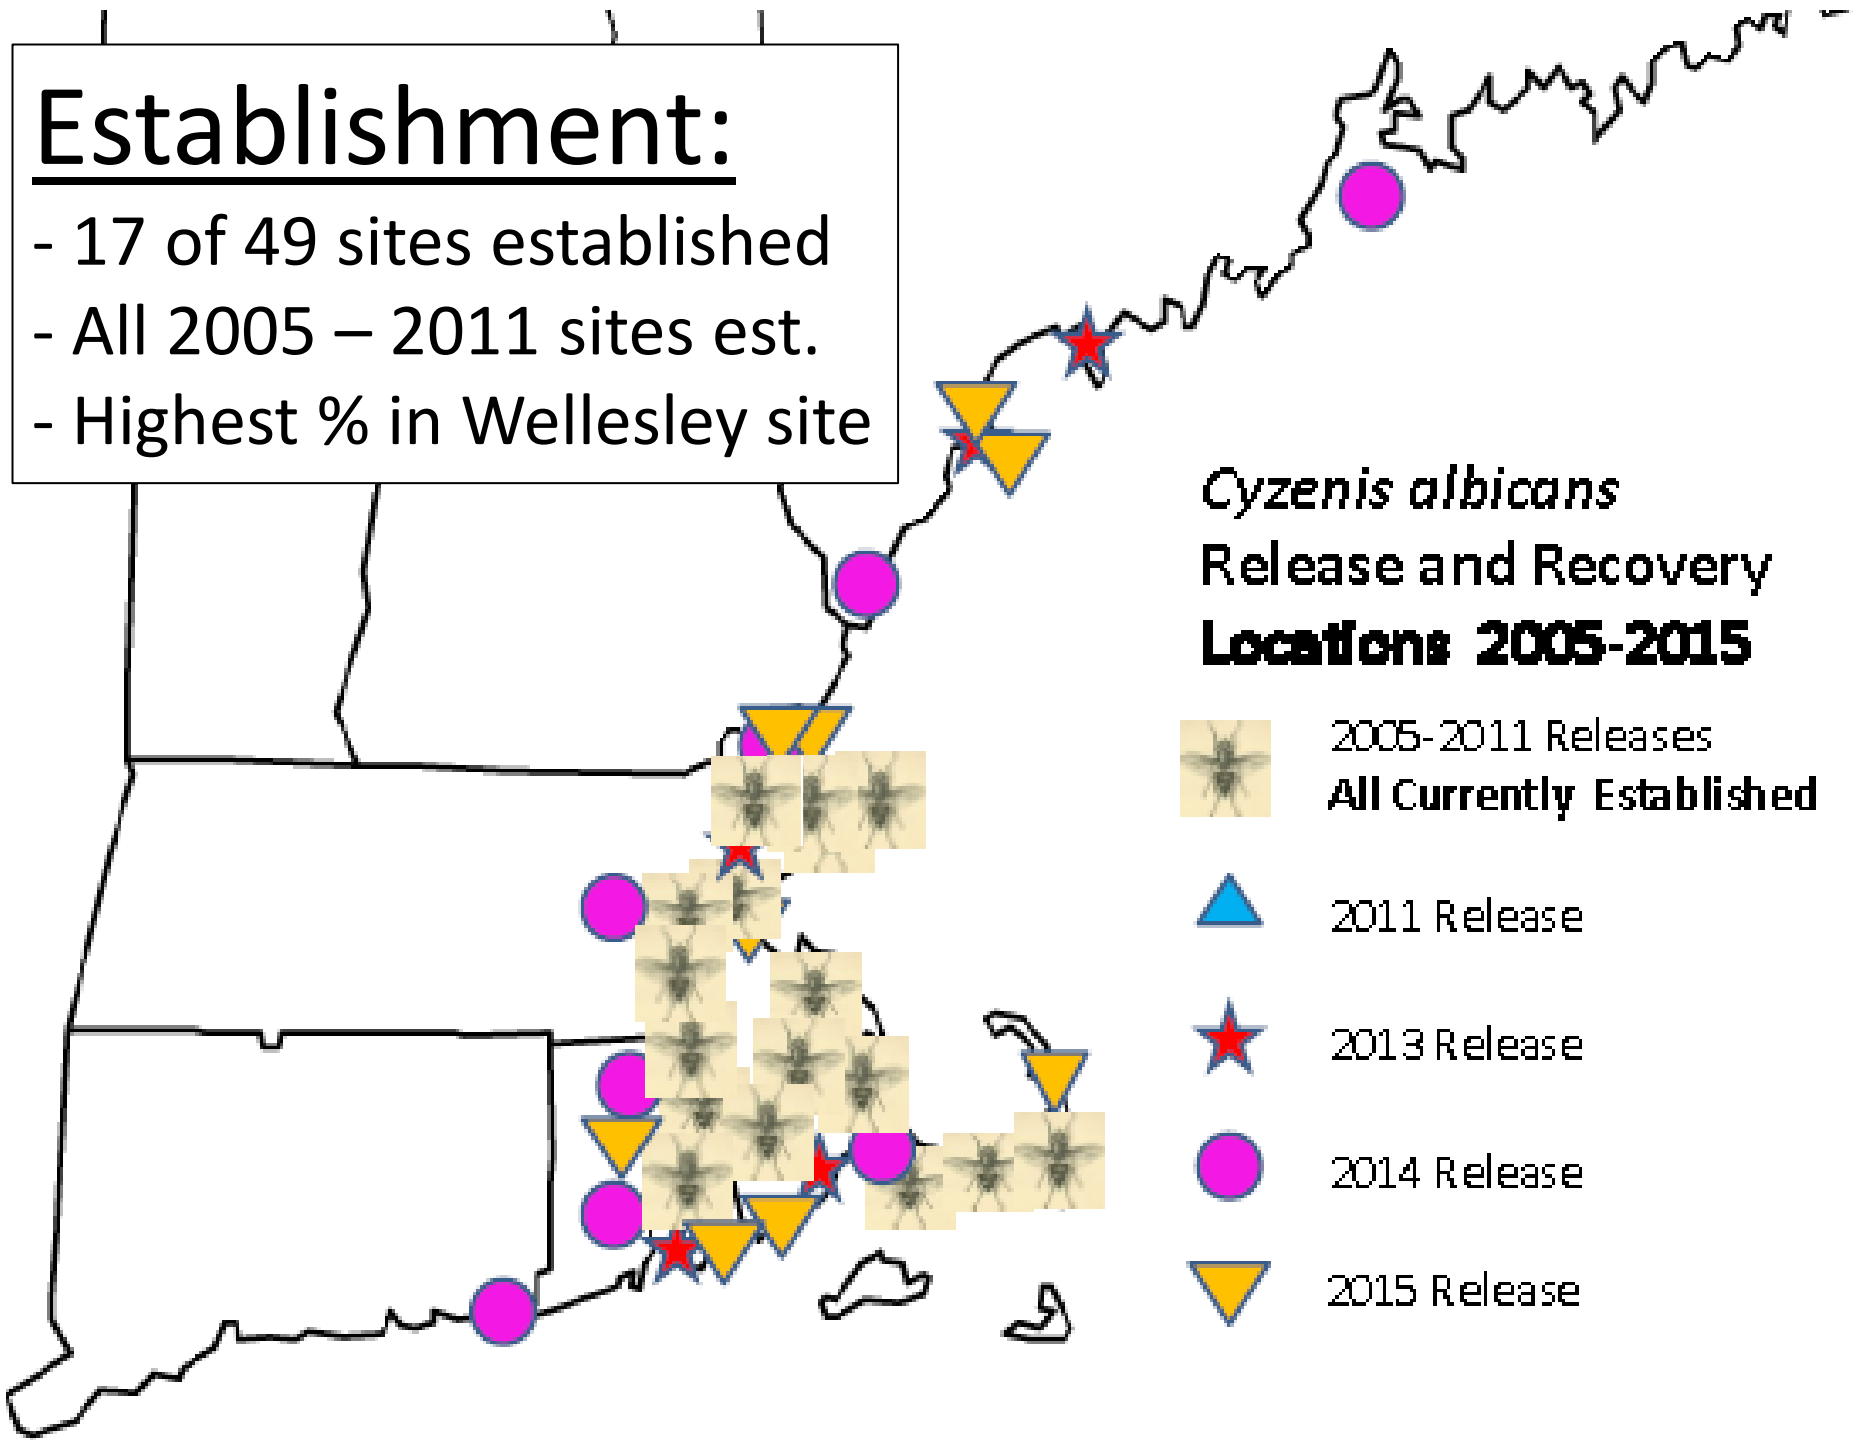 Establishment:
- 17 of 49 sites established
- All 2005 – 2011 sites est.
- Highest % in Wellesley site
Cyzenis albicans
Release and Recovery
Locations 2005-2015
2005-2011 Releases
All Currently Established
2011 Release
2013 Release
2014 Release
2015 Release